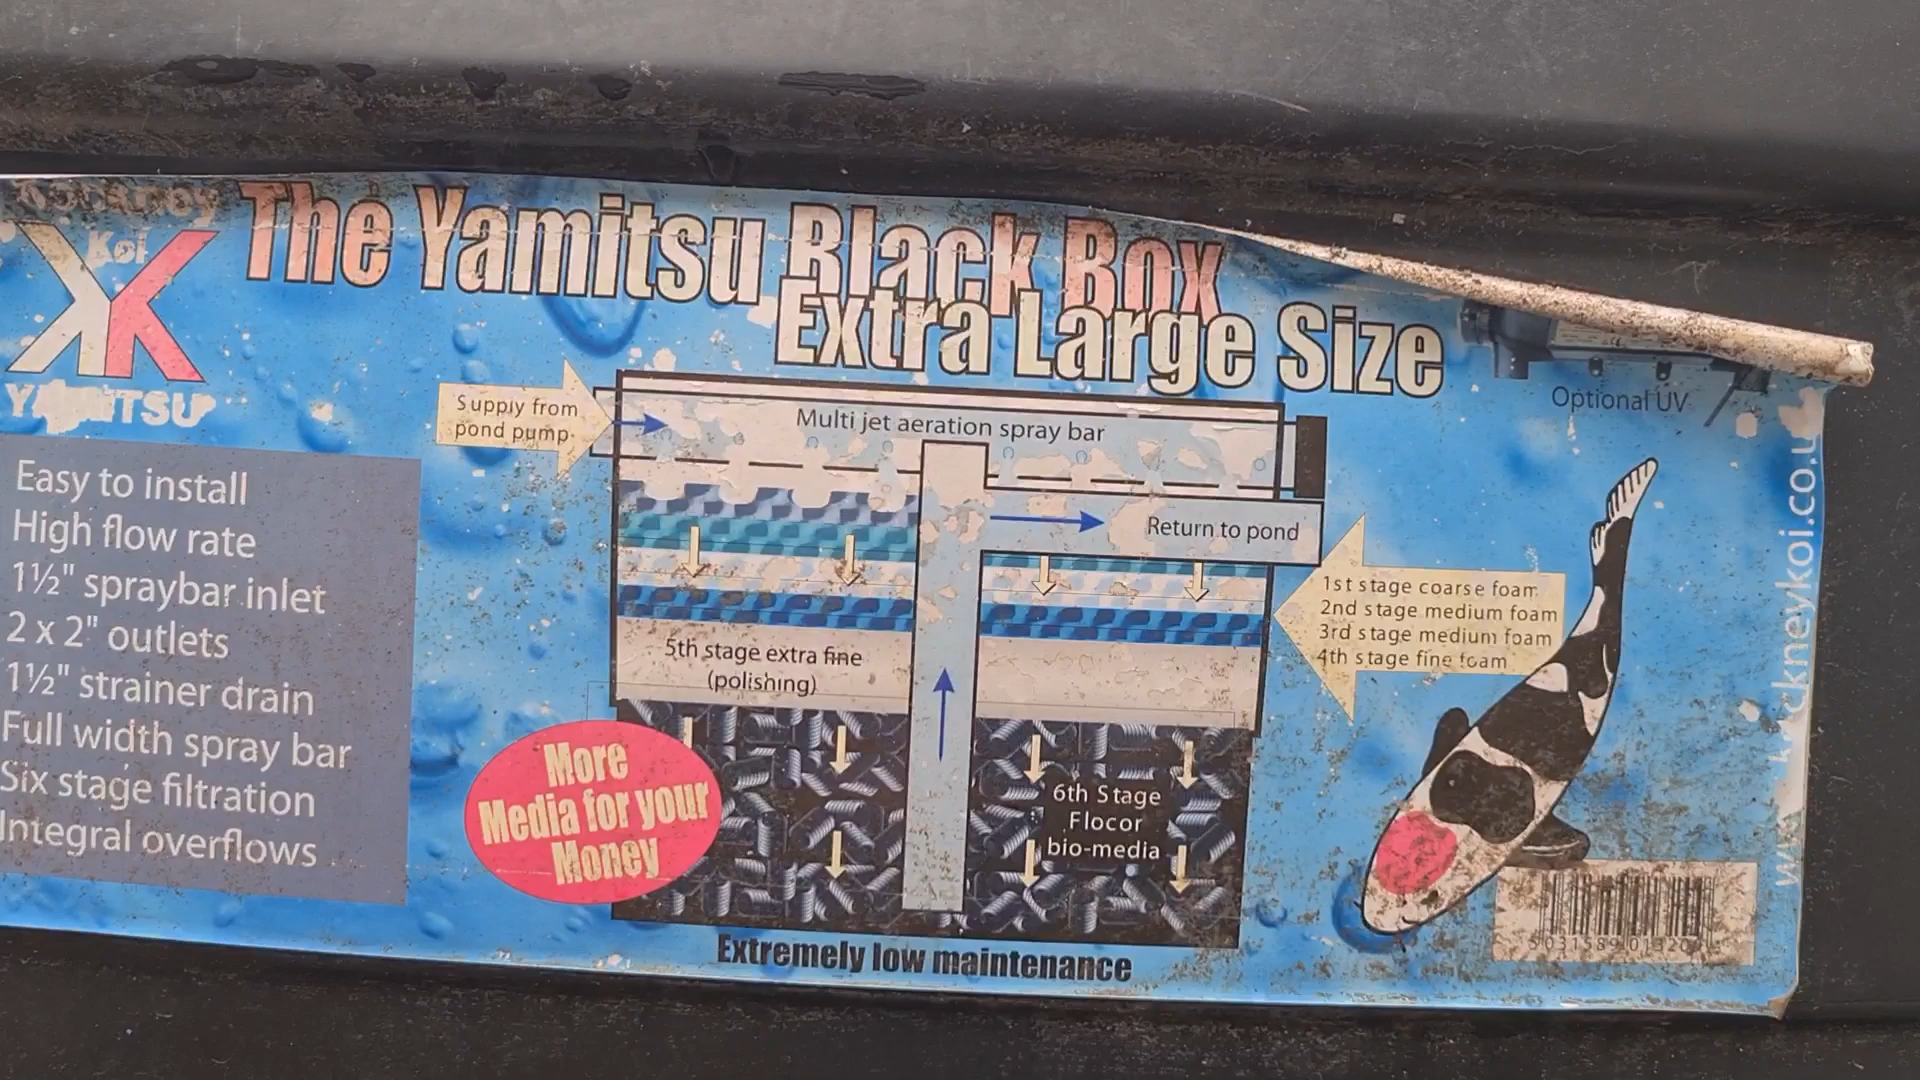 Koi
YAMITSU
The Yamitsu Black Box
Extra Large Size
Optional UV
Easy to install
High flow rate
1½" spraybar inlet
2 x 2" outlets
1½" strainer drain
Full width spray bar
Six stage filtration
Integral overflows
Supply from
pond pump
Multi jet aeration spray bar
Return to pond
1st stage coarse foam
2nd stage medium foam
3rd stage medium foam
4th stage fine foam
5th stage extra fine
(polishing)
More
Media for your
Money
6th Stage
Flocor
bio-media
Extremely low maintenance